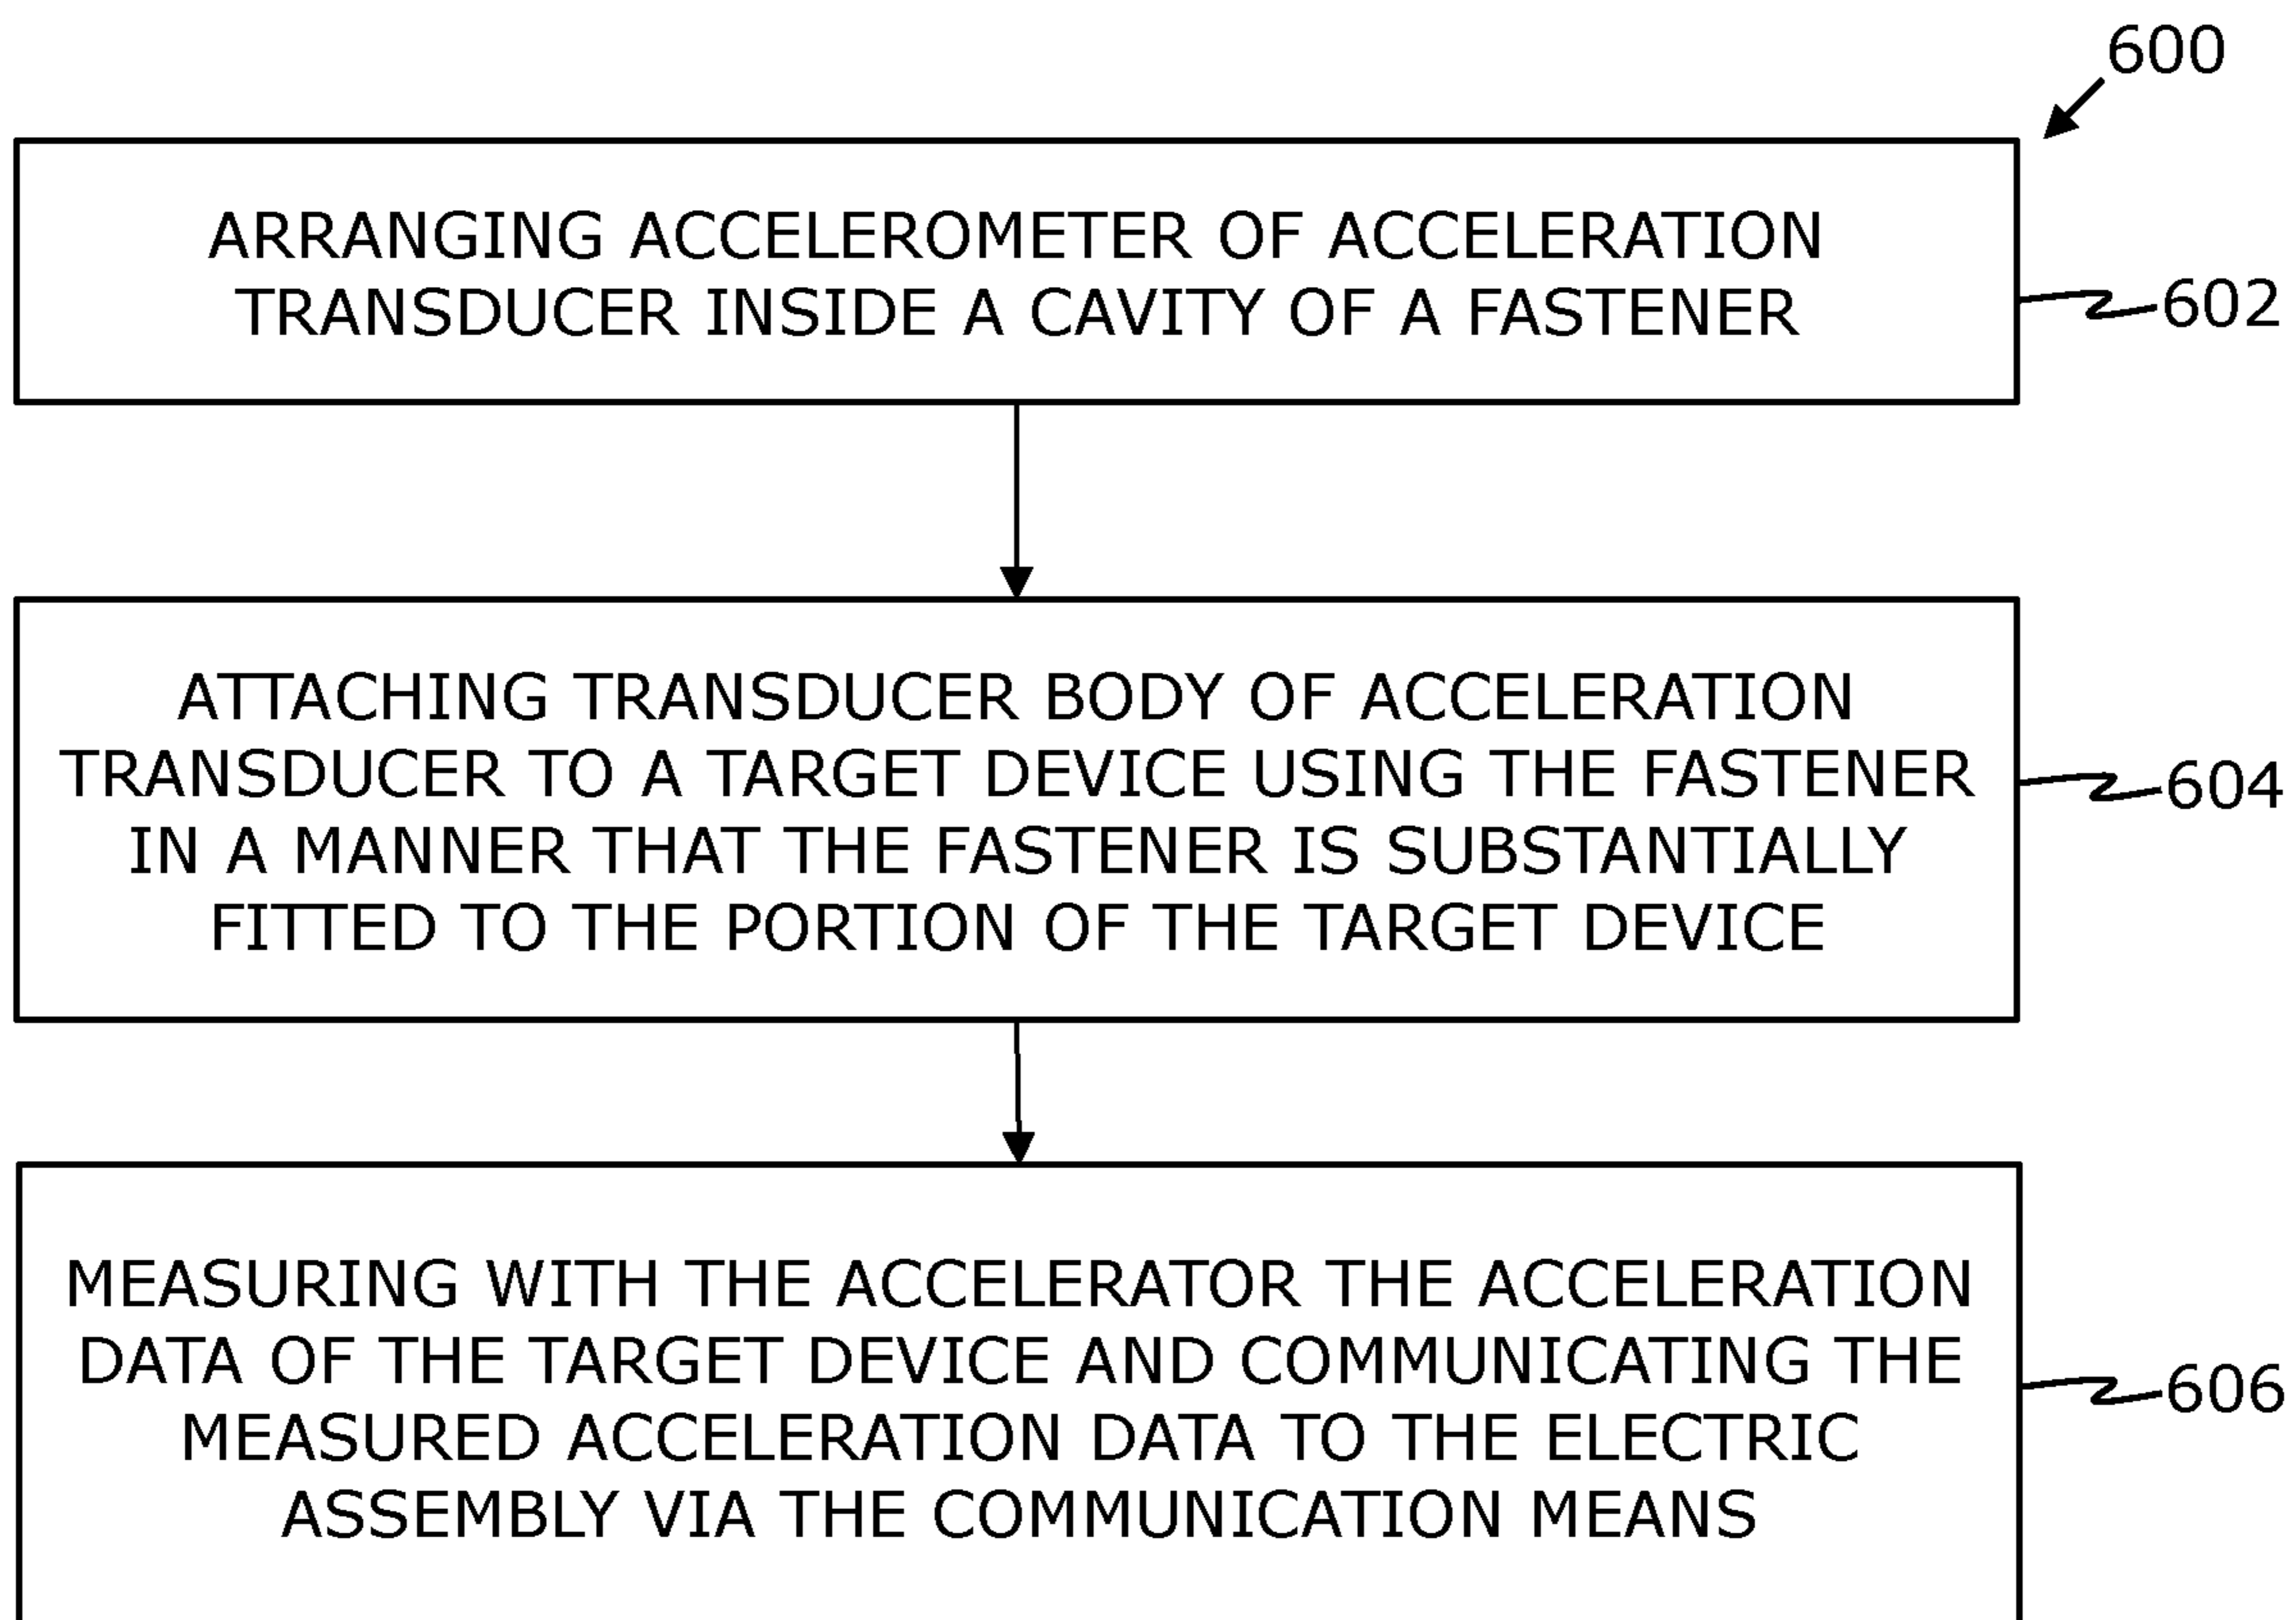 600
ARRANGING ACCELEROMETER OF ACCELERATION
TRANSDUCER INSIDE A CAVITY OF A FASTENER
602
ATTACHING TRANSDUCER BODY OF ACCELERATION
TRANSDUCER TO A TARGET DEVICE USING THE FASTENER
IN A MANNER THAT THE FASTENER IS SUBSTANTIALLY
FITTED TO THE PORTION OF THE TARGET DEVICE
604
MEASURING WITH THE ACCELERATOR THE ACCELERATION
DATA OF THE TARGET DEVICE AND COMMUNICATING THE
MEASURED ACCELERATION DATA TO THE ELECTRIC
ASSEMBLY VIA THE COMMUNICATION MEANS
606